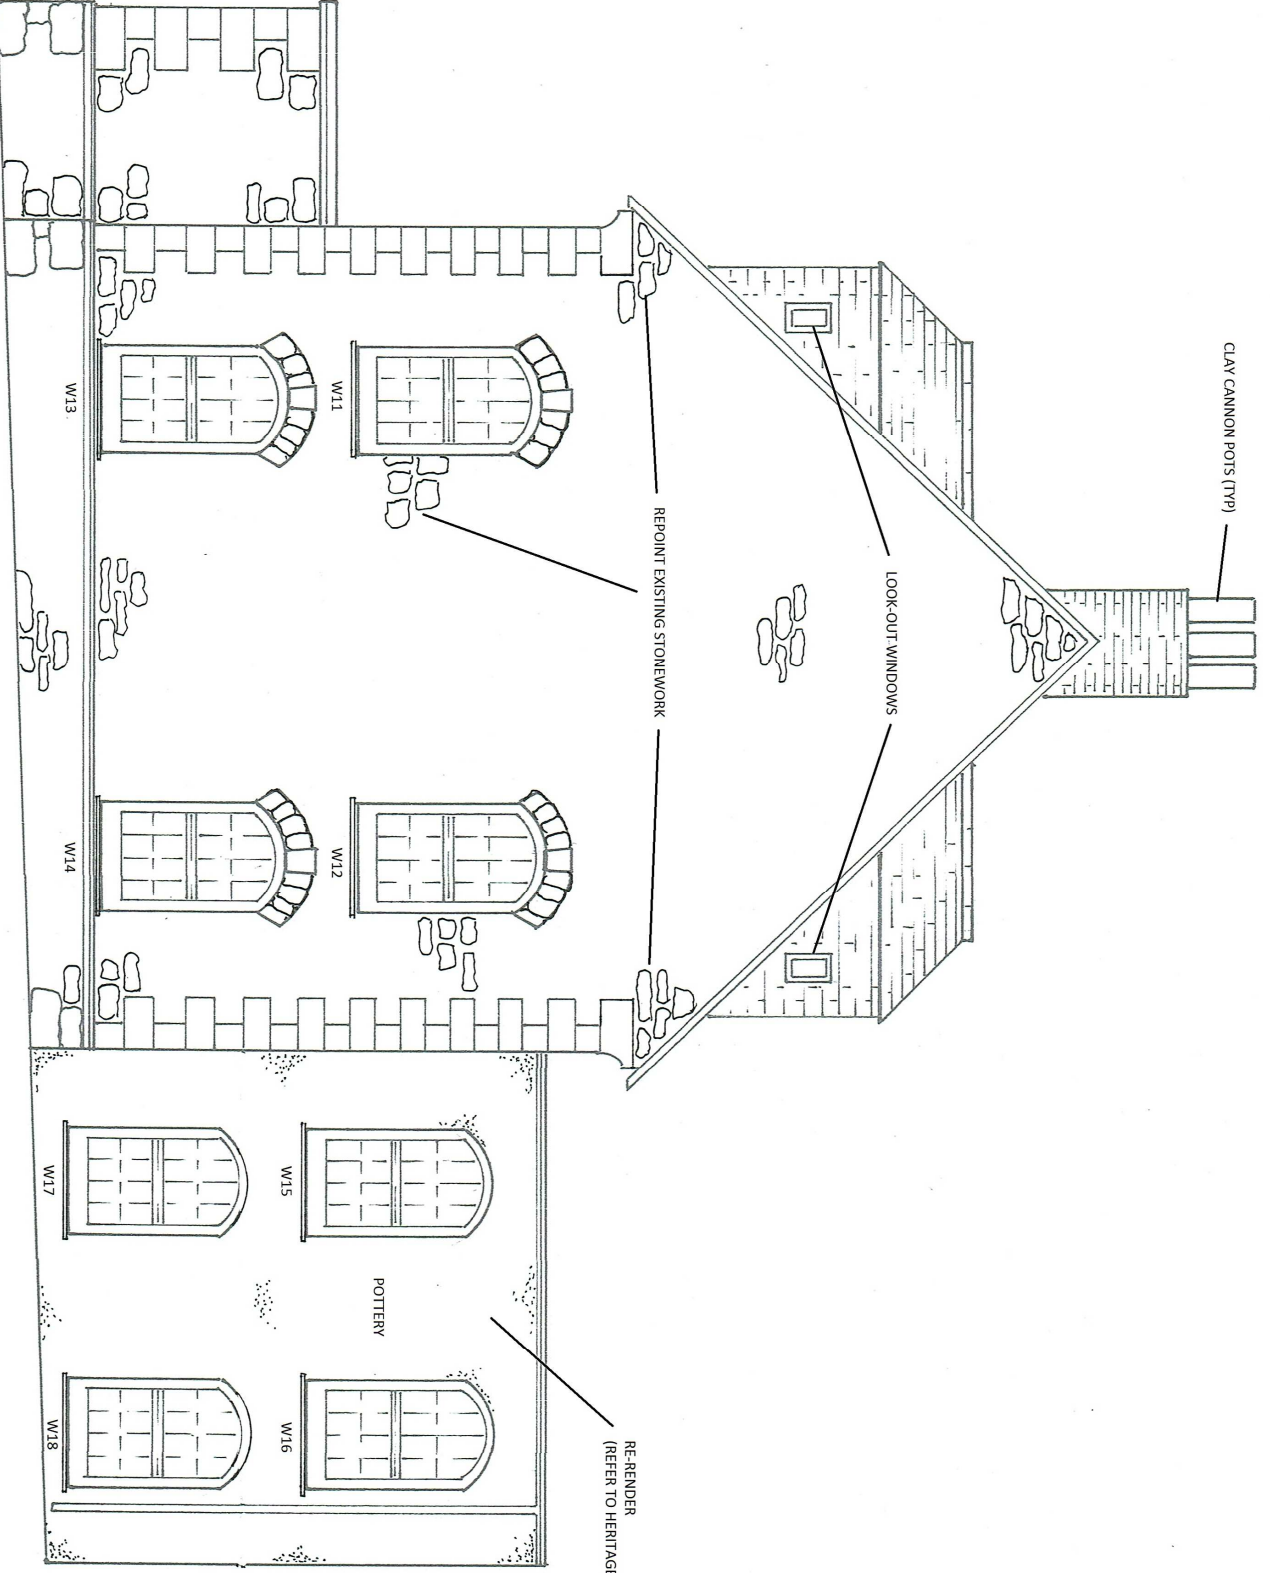 CLAY CANNON POTS (TYP)
LOOK-OUT WINDOWS
REPOINT EXISTING STONEWORK
RE-RENDER
(REFER TO HERITAGE
W11
W12
W13
W14
POTTERY
W15
W16
W17
W18